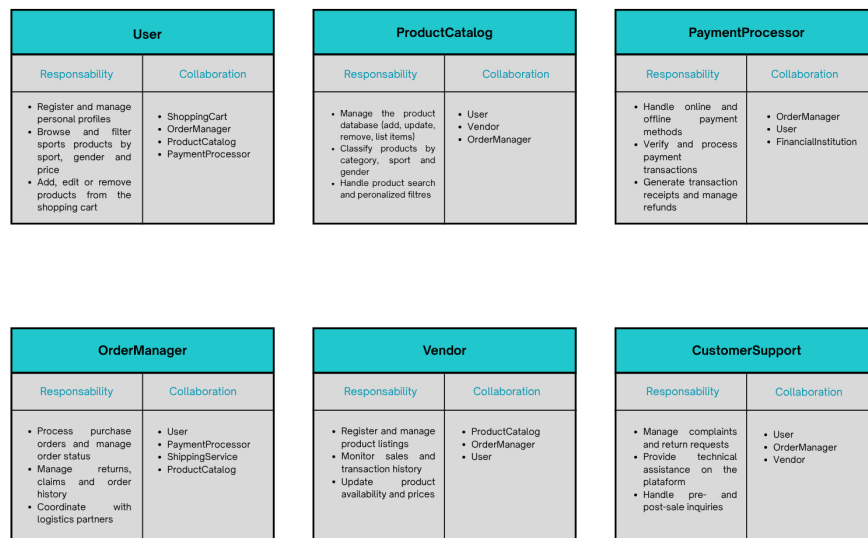 User
Responsability
Collaboration
• Register and manage
personal profiles
• Browse and filter
sports products by
sport, gender and
price
• Add, edit or remove
products from the
shopping cart
• ShoppingCart
• OrderManager
• ProductCatalog
• PaymentProcessor
ProductCatalog
Responsability
Collaboration
• Manage the product
database (add, update,
remove, list items)
• Classify products by
category, sport and
gender
• Handle product search
and peronalized filtres
• User
• Vendor
• OrderManager
PaymentProcessor
Responsability
Collaboration
• Handle online and
offline payment
methods
• Verify and process
payment
transactions
• Generate transaction
receipts and manage
refunds
• OrderManager
• User
• FinancialInstitution
OrderManager
Responsability
Collaboration
• Process purchase
orders and manage
order status
• Manage returns,
claims and order
history
• Coordinate with
logistics partners
• User
• PaymentProcessor
• ShippingService
• ProductCatalog
Vendor
Responsability
Collaboration
• Register and manage
product listings
• Monitor sales and
transaction history
• Update product
availability and prices
• ProductCatalog
• OrderManager
• User
CustomerSupport
Responsability
Collaboration
• Manage complaints
and return requests
• Provide technical
assistance on the
plataform
• Handle pre- and
post-sale inquiries
• User
• OrderManager
• Vendor